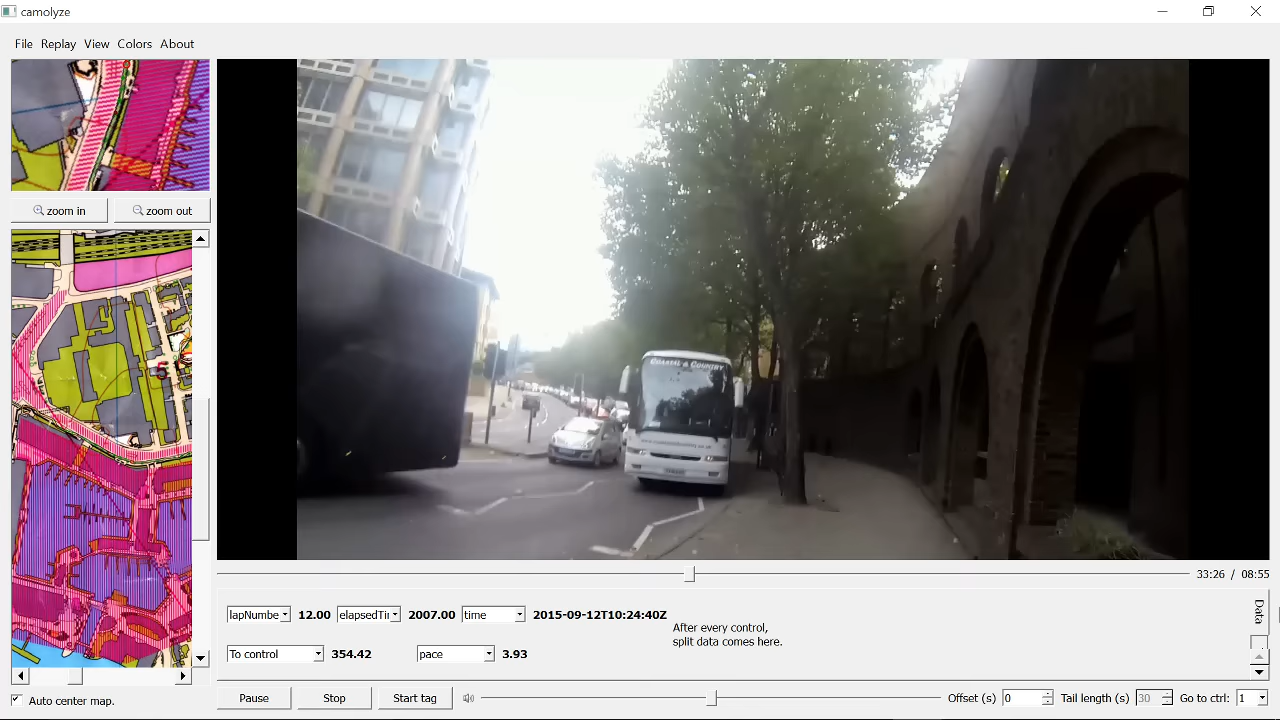 camolyze
File Replay View Colors About
zoom in
zoom out
COASTAL & COUNTRY
33:26 / 08:55
lapNumbe 12.00 elapsedTi 2007.00 time 2015-09-12T10:24:40Z
After every control,
split data comes here.
To control 354.42 pace 3.93
Data
Auto center map.
Pause Stop Start tag
Offset (s) 0 Tail length (s) 30 Go to ctrl: 1